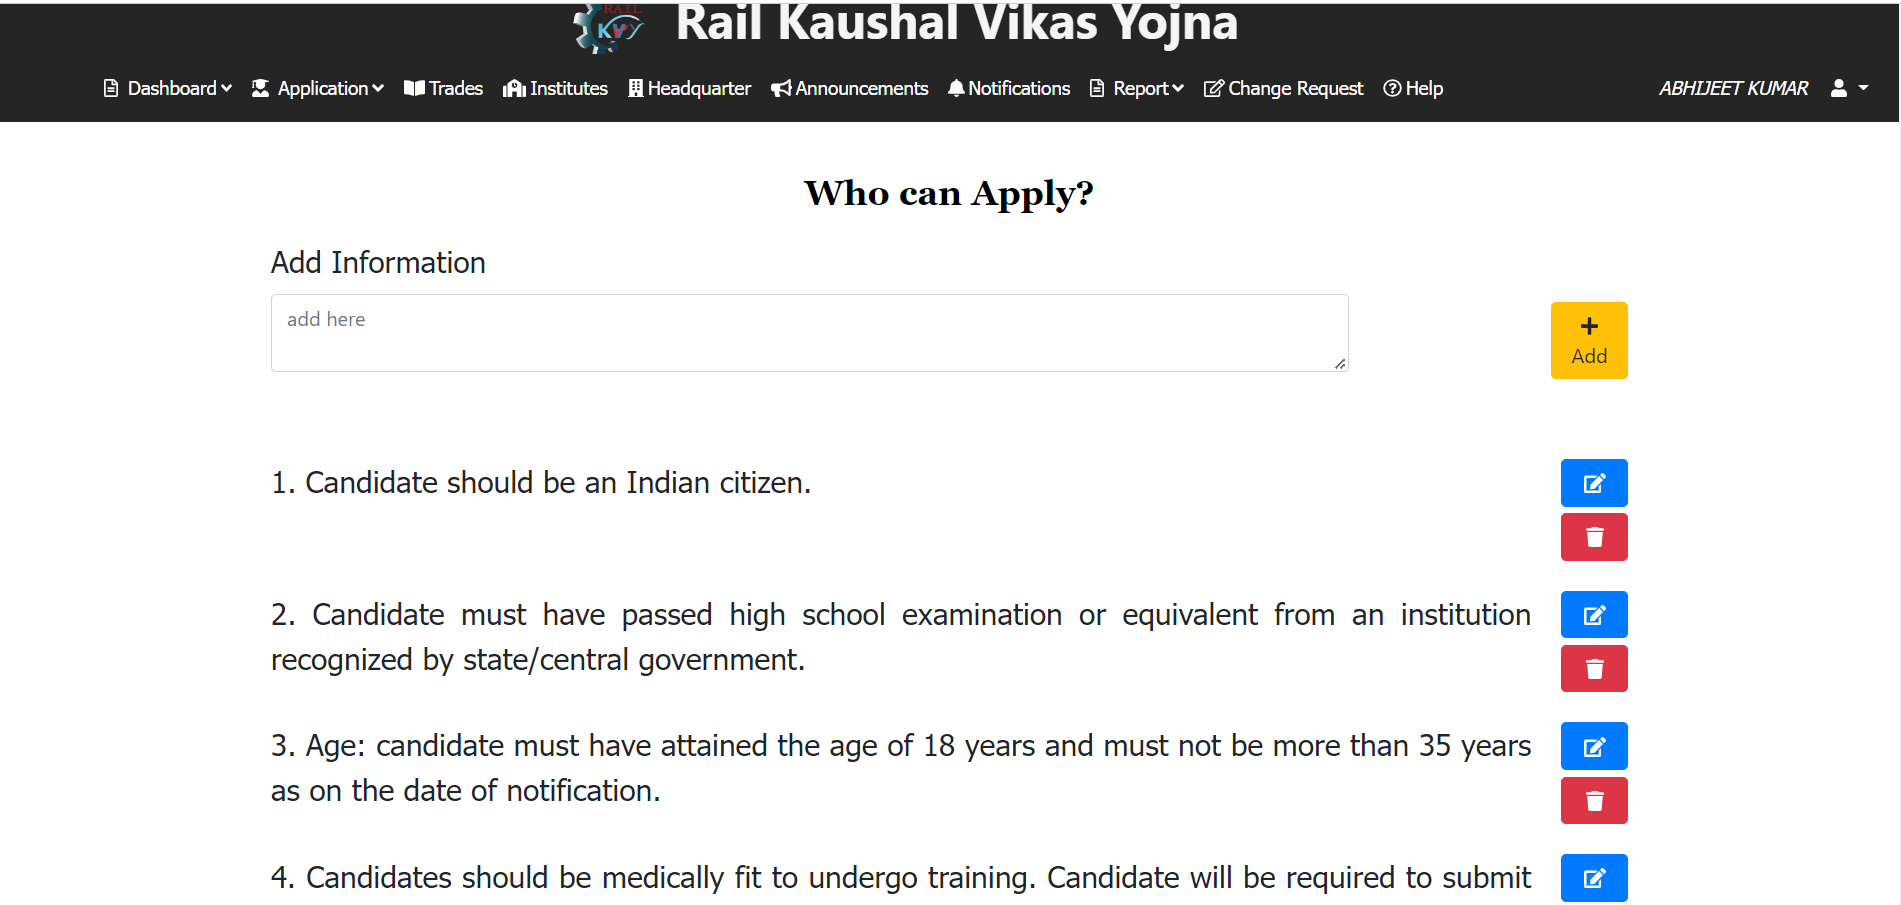 RAIL
KVY
Rail Kaushal Vikas Yojna
Dashboard Application Trades Institutes Headquarter Announcements Notifications Report Change Request Help ABHIJEET KUMAR
Who can Apply?
Add Information
add here
Add
1. Candidate should be an Indian citizen.
2. Candidate must have passed high school examination or equivalent from an institution
recognized by state/central government.
3. Age: candidate must have attained the age of 18 years and must not be more than 35 years
as on the date of notification.
4. Candidates should be medically fit to undergo training. Candidate will be required to submit